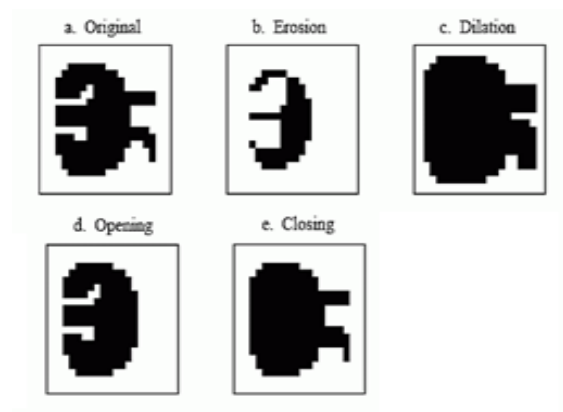 a. Original
b. Erosion
c. Dilation
d. Opening
e. Closing